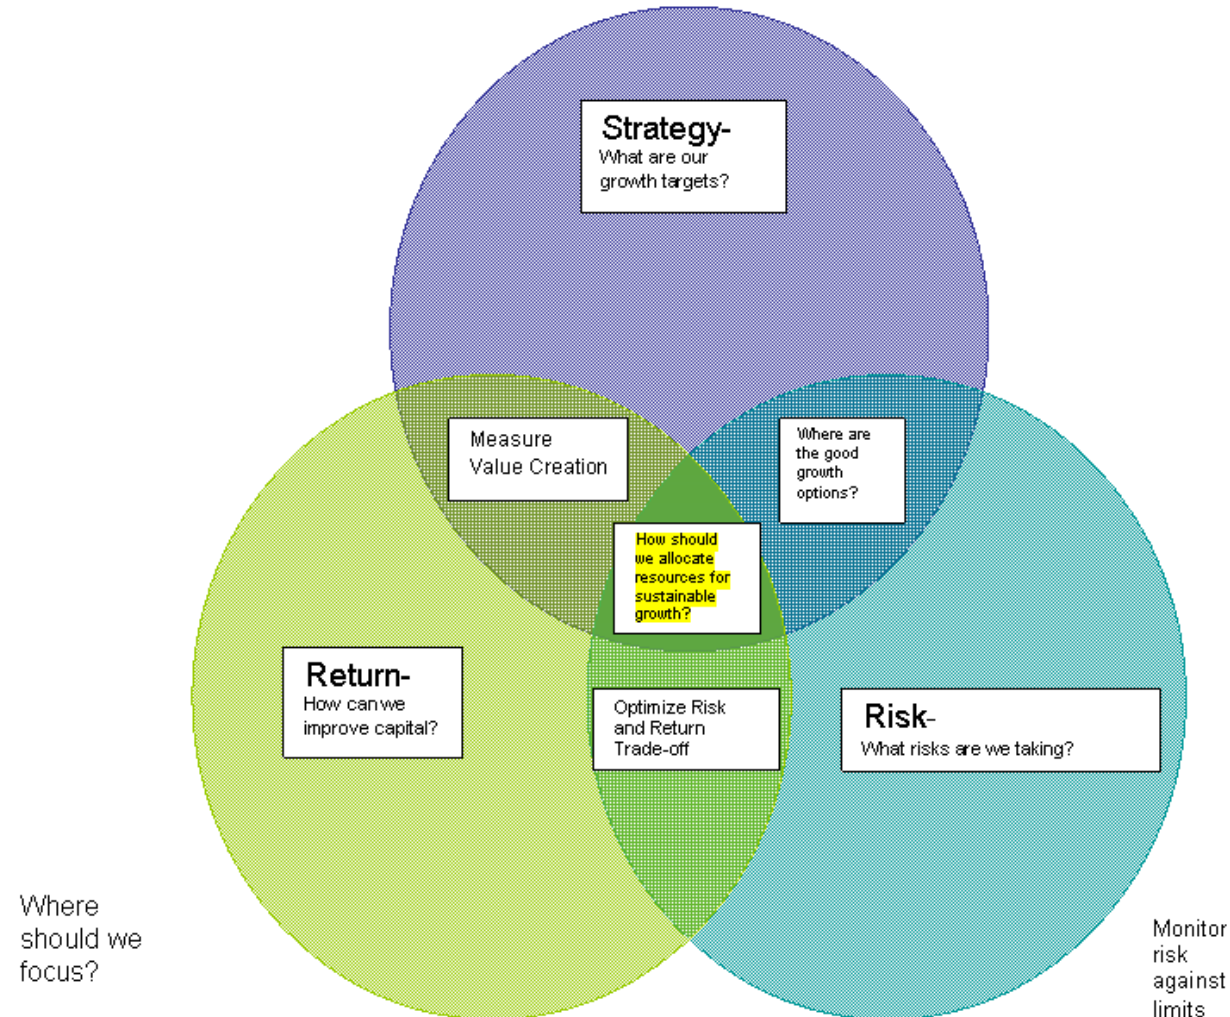 Strategy-
What are our
growth targets?
Measure
Value Creation
Where are
the good
growth
options?
How should
we allocate
resources for
sustainable
growth?
Return-
How can we
improve capital?
Optimize Risk
and Return
Trade-off
Risk-
What risks are we taking?
Where
should we
focus?
Monitor
risk
against
limits